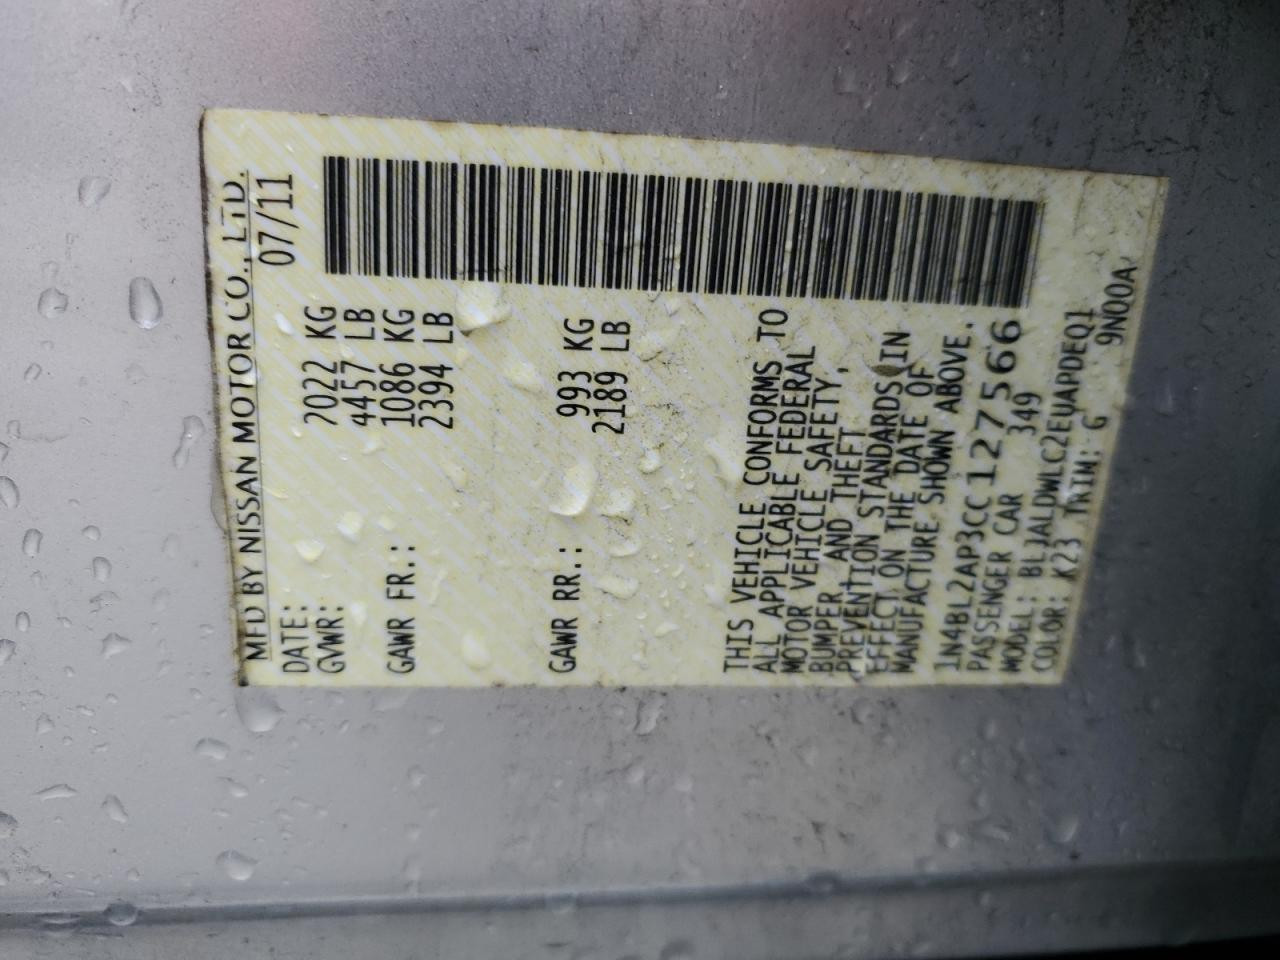 MFD BY NISSAN MOTOR CO., LTD.
DATE: 07/11
GVWR: 2022 KG
4457 LB
GAWR FR.: 1086 KG
2394 LB
GAWR RR.: 993 KG
2189 LB
THIS VEHICLE CONFORMS TO
ALL APPLICABLE FEDERAL
MOTOR VEHICLE SAFETY,
BUMPER AND THEFT
PREVENTION STANDARDS IN
EFFECT ON THE DATE OF
MANUFACTURE SHOWN ABOVE.
1N4BL2AP3CC127566
PASSENGER CAR 349
MODEL: BLJALDWLC2EUAPDEQ1
COLOR: K23 TRIM: G 9N00A